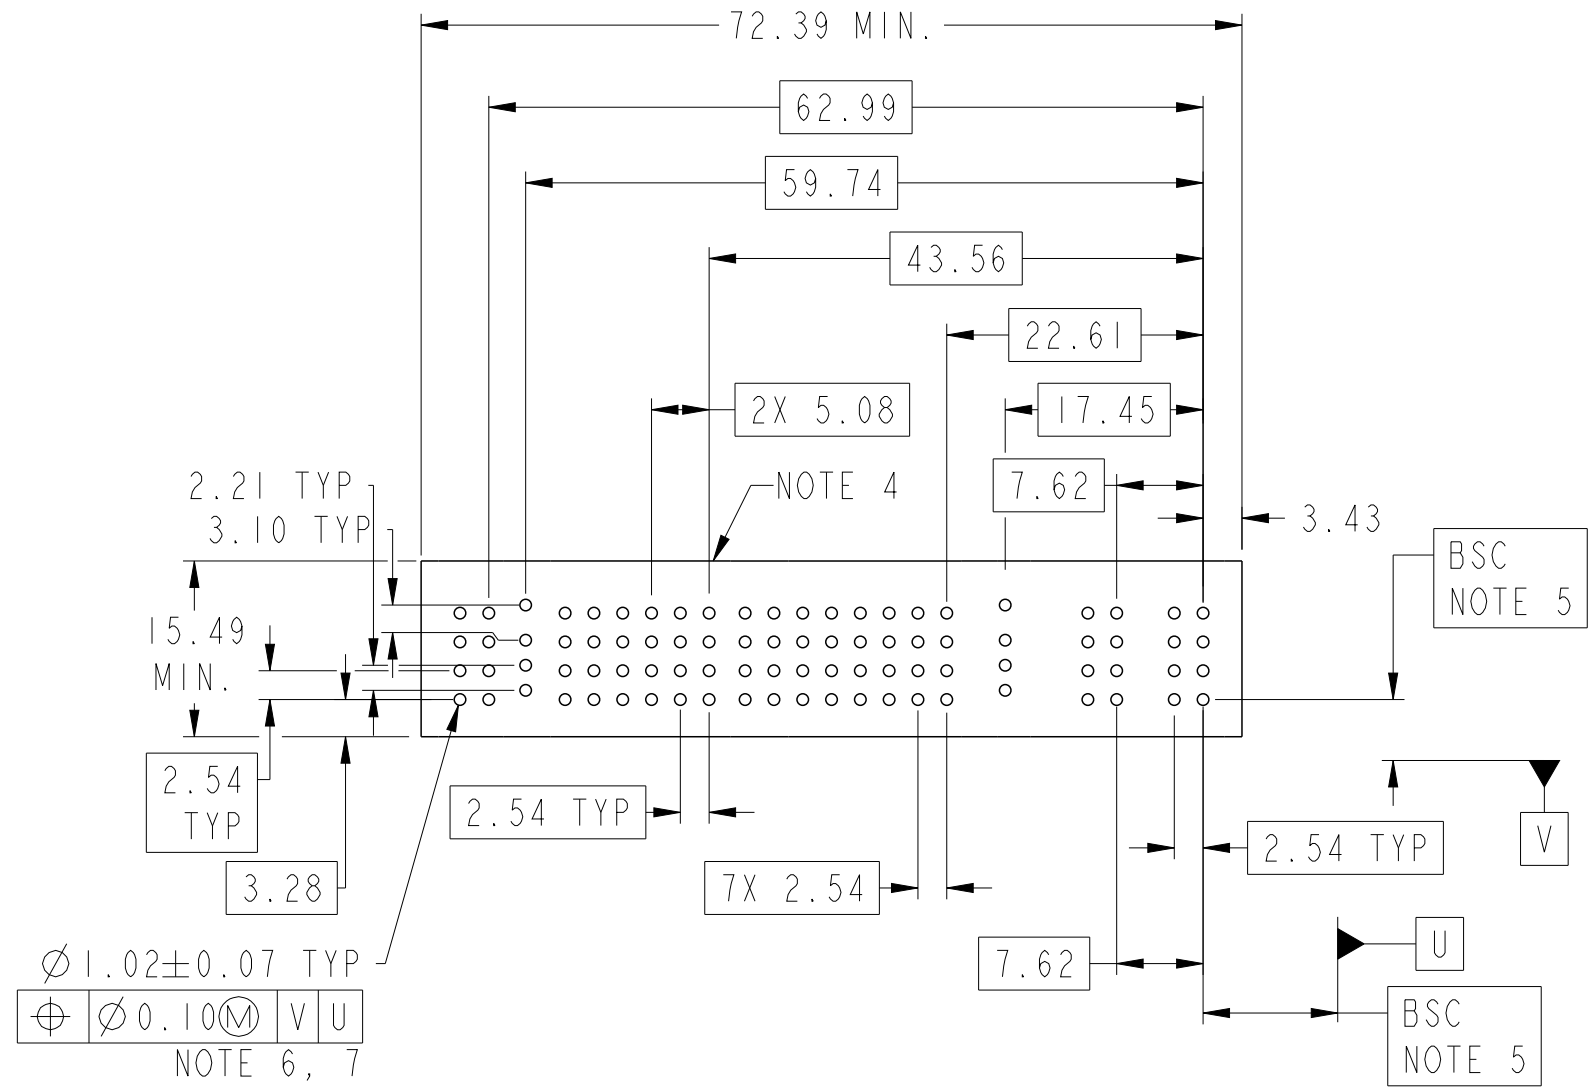 72.39 MIN.
62.99
59.74
43.56
22.61
2X 5.08
17.45
2.21 TYP
NOTE 4
7.62
3.10 TYP
3.43
BSC
NOTE 5
15.49
MIN.
2.54
TYP
2.54 TYP
2.54 TYP
V
3.28
7X 2.54
U
Ø1.02±0.07 TYP
7.62
⌖ Ø0.10Ⓜ V U
NOTE 6, 7
BSC
NOTE 5